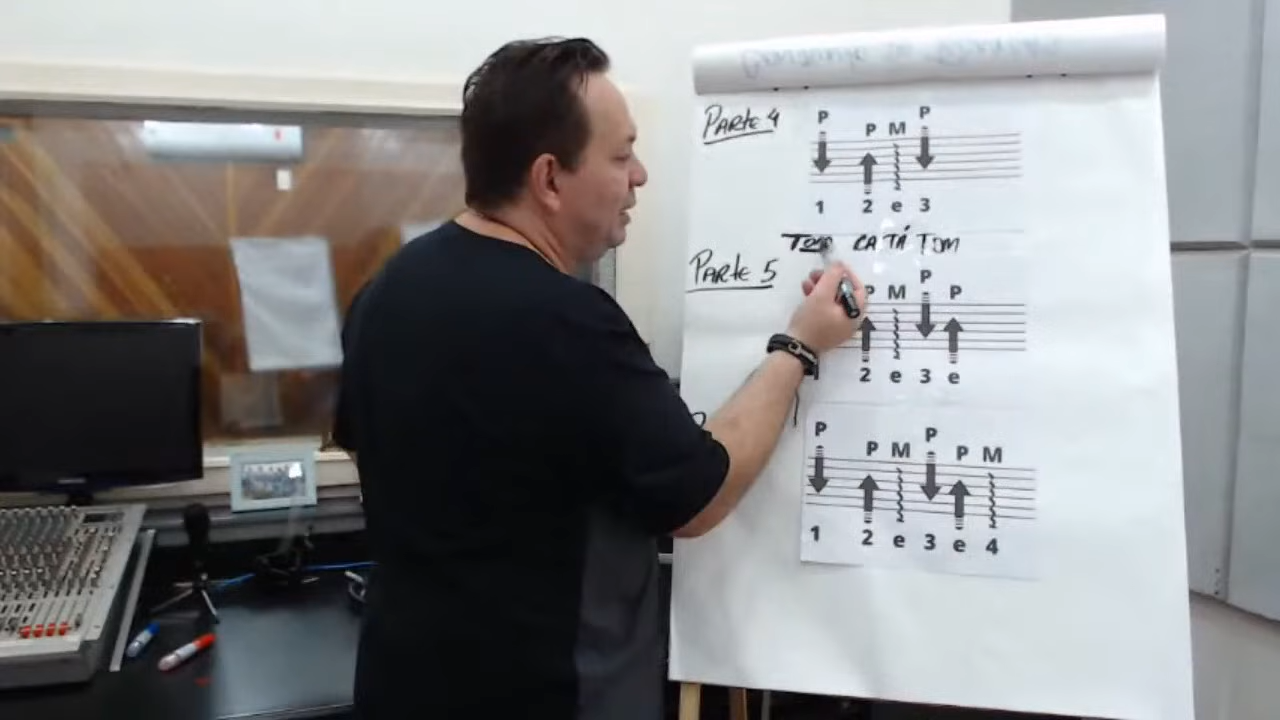 Parte 4
P P M P
1 2 e 3
TOM CA TÁ TOM
Parte 5
P M P P
2 e 3 e
P P M P P M
1 2 e 3 e 4